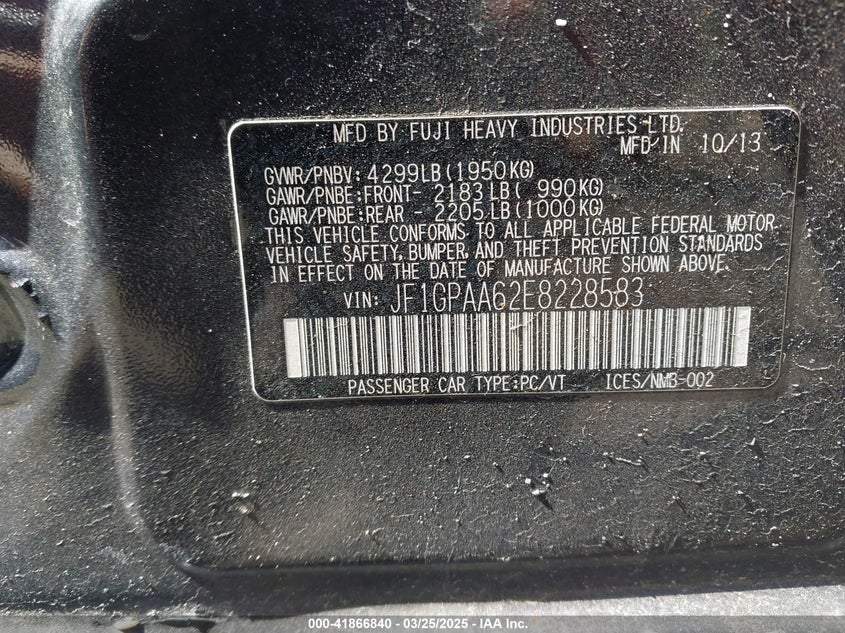 MFD BY FUJI HEAVY INDUSTRIES LTD.
MFD IN 10/13
GVWR/PNBV: 4299LB (1950KG)
GAWR/PNBE:FRONT- 2183LB ( 990KG)
GAWR/PNBE:REAR - 2205LB (1000KG)
THIS VEHICLE CONFORMS TO ALL APPLICABLE FEDERAL MOTOR
VEHICLE SAFETY, BUMPER, AND THEFT PREVENTION STANDARDS
IN EFFECT ON THE DATE OF MANUFACTURE SHOWN ABOVE.
VIN: JF1GPAA62E8228583
PASSENGER CAR TYPE:PC/VT ICES/NMB-002
000-41866840 - 03/25/2025 - IAA Inc.